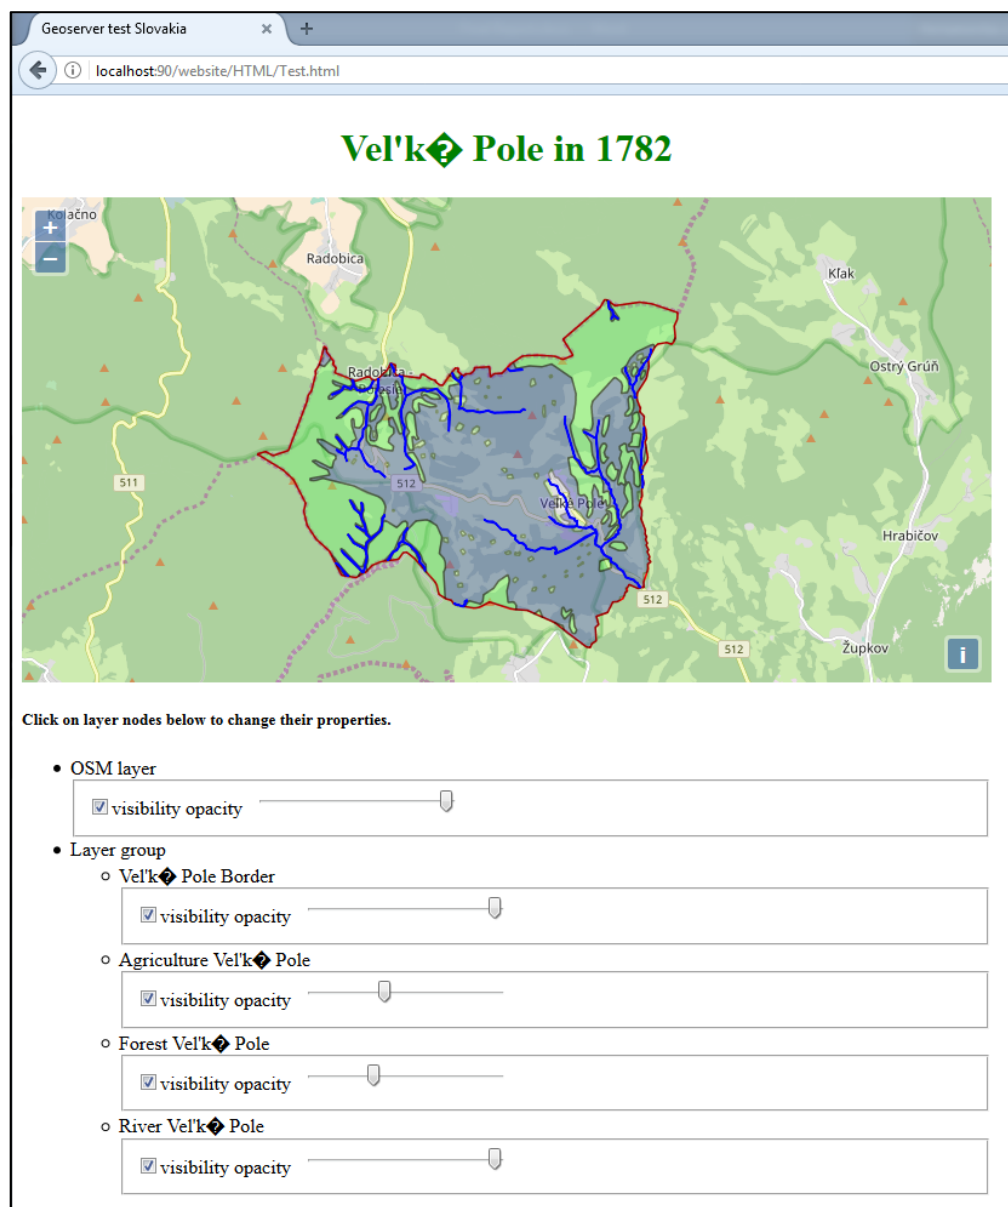 Geoserver test Slovakia × +
localhost:90/website/HTML/Test.html
Vel'k� Pole in 1782
+
−
Kolačno
Radobica
Kľak
Radobica -
Ostrý Grúň
511
512
Veľké Pole
Hrabičov
512
512
Župkov
i
Click on layer nodes below to change their properties.
OSM layer
visibility opacity
Layer group
Vel'k� Pole Border
visibility opacity
Agriculture Vel'k� Pole
visibility opacity
Forest Vel'k� Pole
visibility opacity
River Vel'k� Pole
visibility opacity